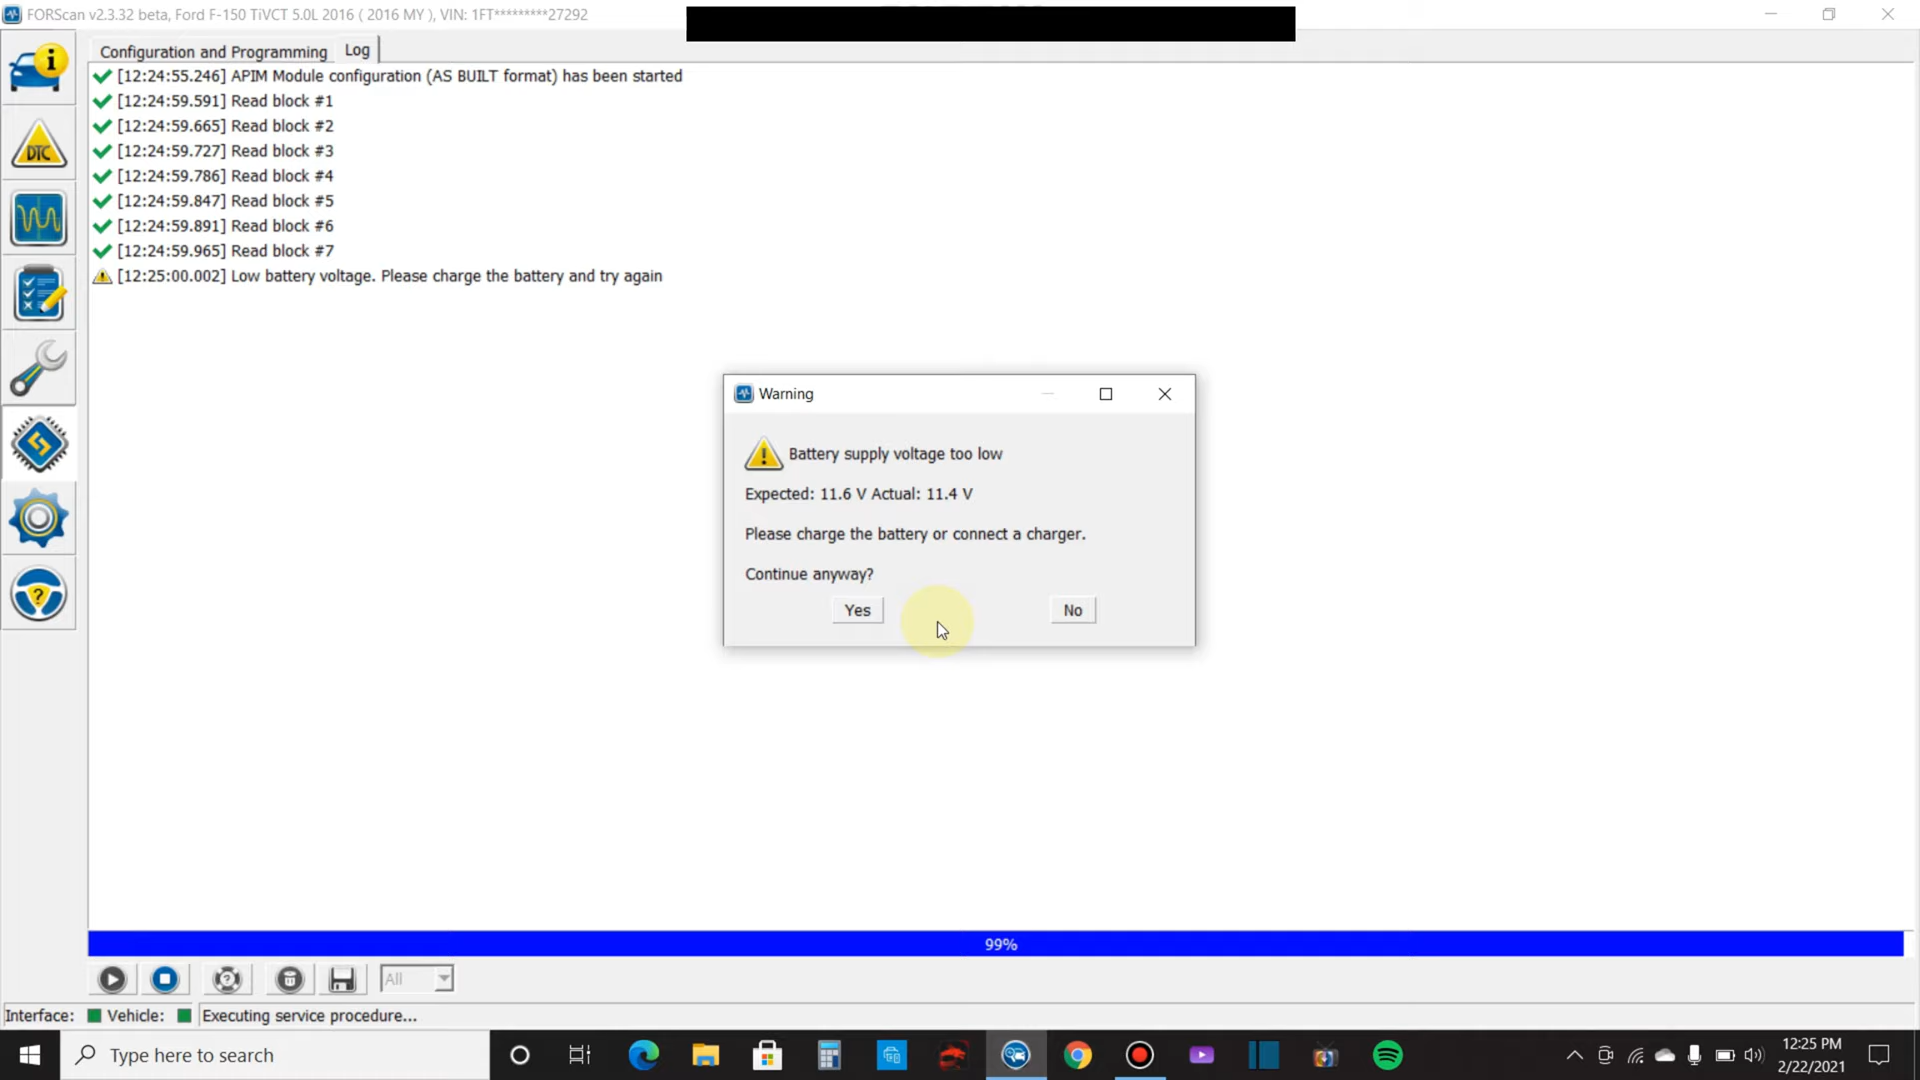 FORScan v2.3.32 beta, Ford F-150 TiVCT 5.0L 2016 ( 2016 MY ), VIN: 1FT*********27292
Configuration and Programming
Log
[12:24:55.246] APIM Module configuration (AS BUILT format) has been started
[12:24:59.591] Read block #1
[12:24:59.665] Read block #2
[12:24:59.727] Read block #3
[12:24:59.786] Read block #4
[12:24:59.847] Read block #5
[12:24:59.891] Read block #6
[12:24:59.965] Read block #7
[12:25:00.002] Low battery voltage. Please charge the battery and try again
DTC
Warning
Battery supply voltage too low
Expected: 11.6 V Actual: 11.4 V
Please charge the battery or connect a charger.
Continue anyway?
Yes
No
99%
All
Interface:
Vehicle:
Executing service procedure...
Type here to search
12:25 PM
2/22/2021